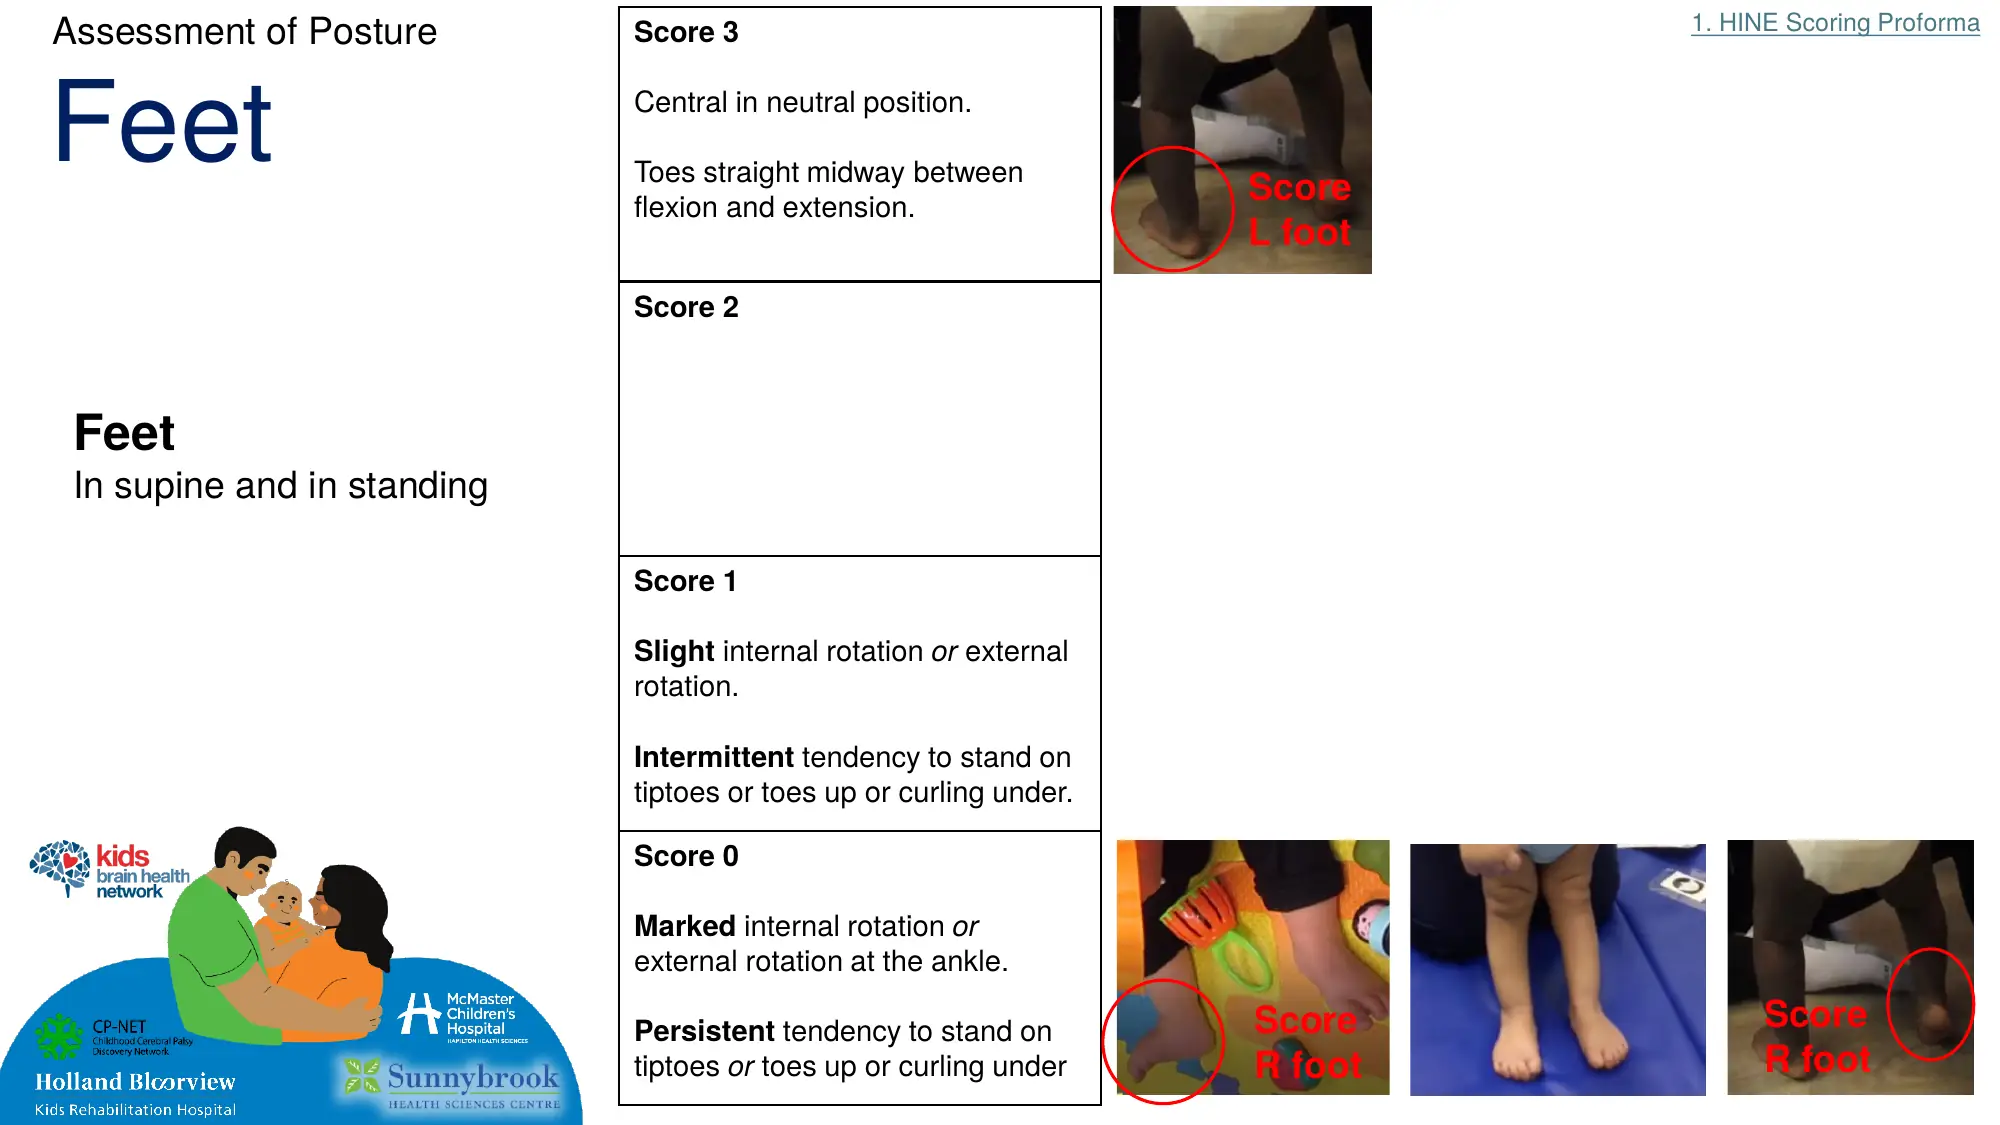 Assessment of Posture
Feet
Feet
In supine and in standing
kids
brain health
network
CP-NET
Childhood Cerebral Palsy
Discovery Network
McMaster
Children's
Hospital
HAMILTON HEALTH SCIENCES
Holland Bloorview
Kids Rehabilitation Hospital
Sunnybrook
HEALTH SCIENCES CENTRE
Score 3
Central in neutral position.
Toes straight midway between
flexion and extension.
Score 2
Score 1
Slight internal rotation or external
rotation.
Intermittent tendency to stand on
tiptoes or toes up or curling under.
Score 0
Marked internal rotation or
external rotation at the ankle.
Persistent tendency to stand on
tiptoes or toes up or curling under
1. HINE Scoring Proforma
Score
L foot
Score
R foot
Score
R foot